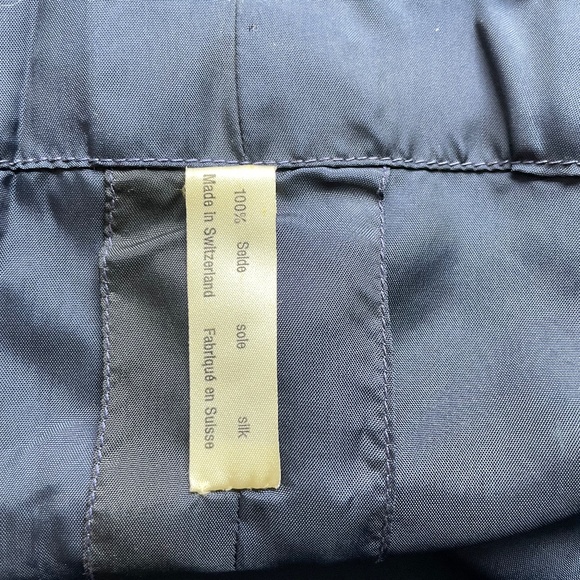 100% Seide soie silk
Made in Switzerland Fabriqué en Suisse